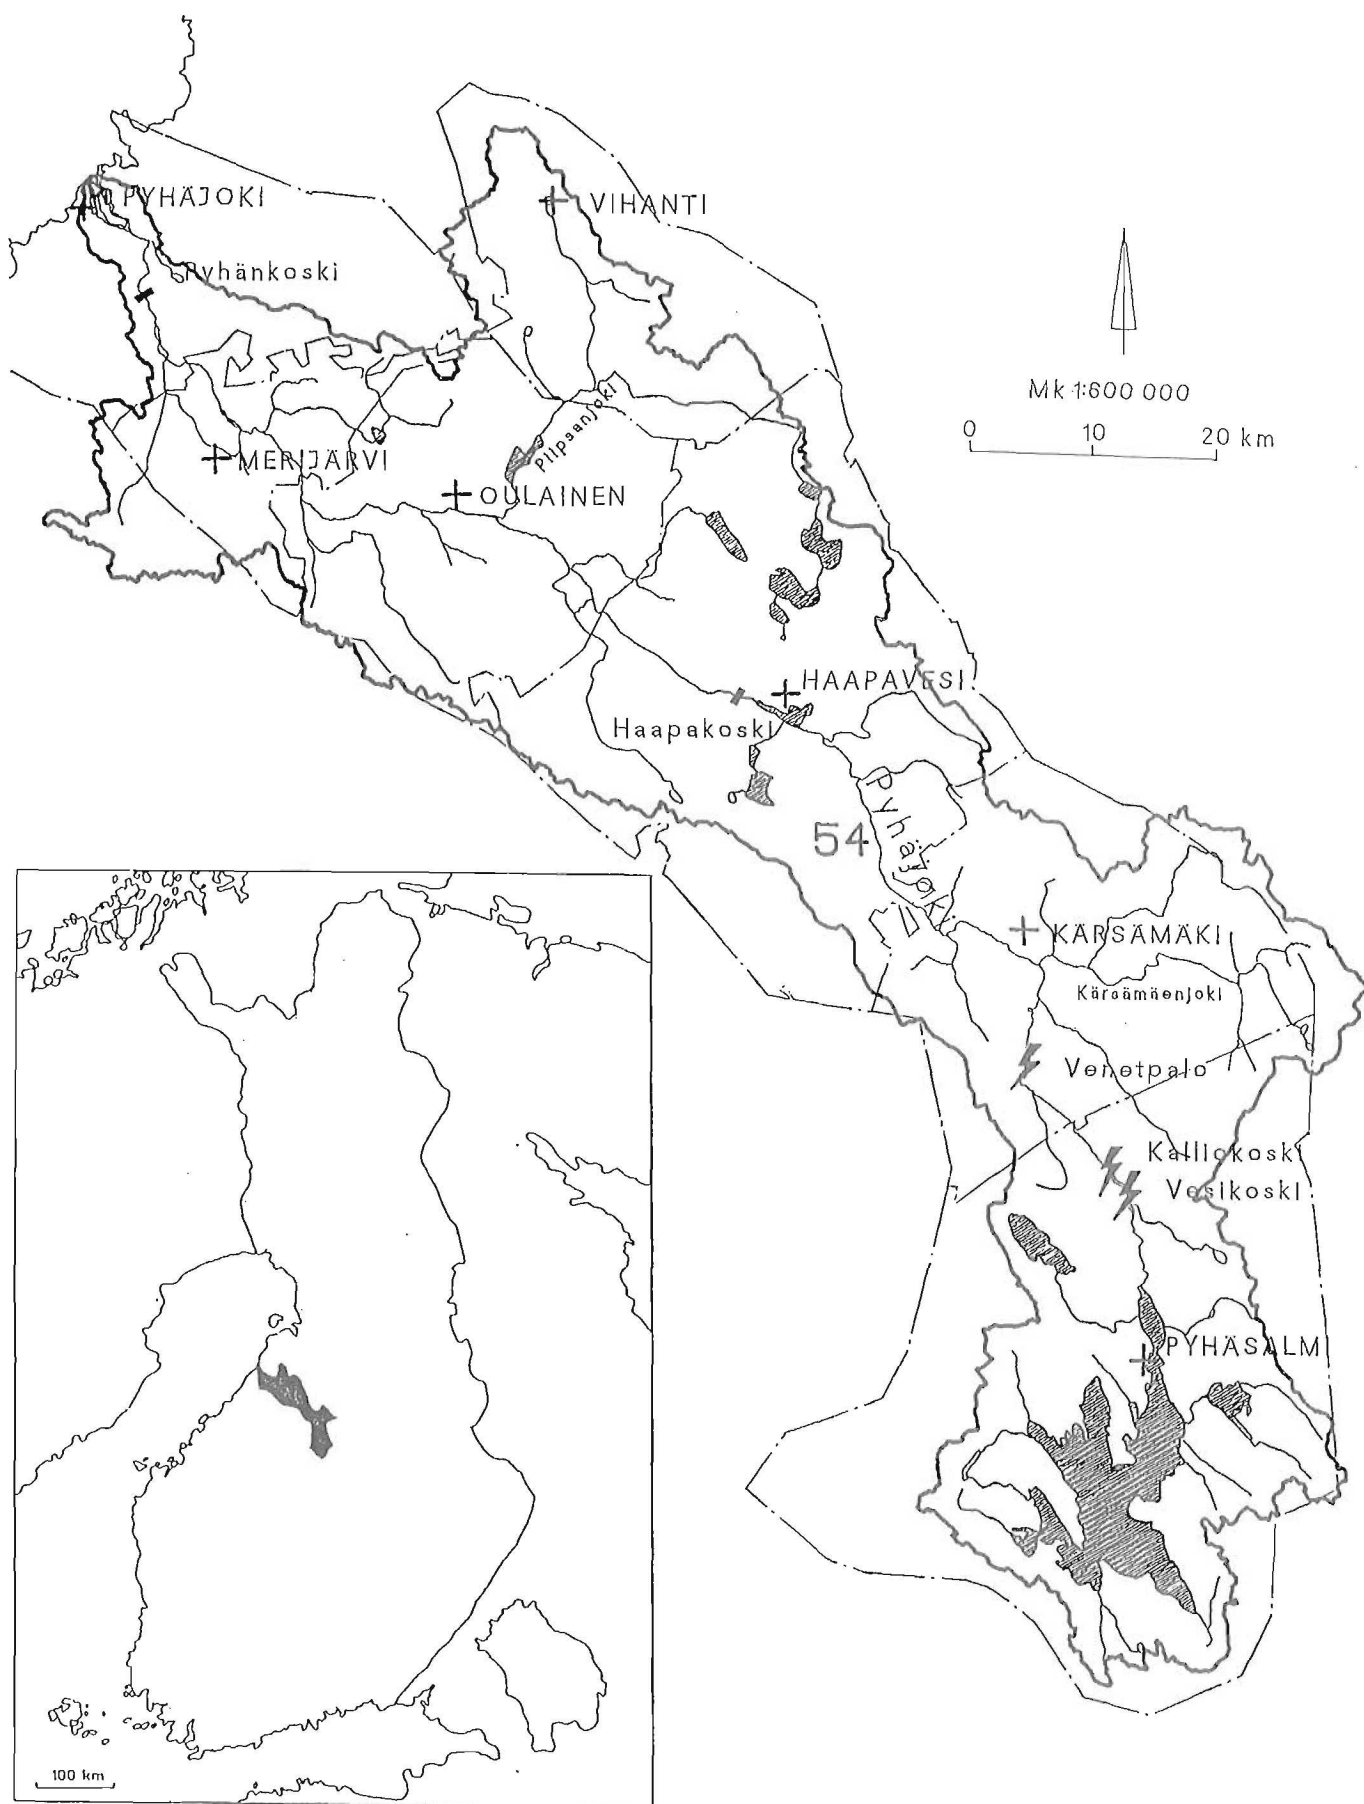 PYHÄJOKI
VIHANTI
Pyhänkoski
Mk 1:600 000
0 10 20 km
Piipsanjoki
MERIJÄRVI
OULAINEN
HAAPAVESI
Haapakoski
Pyhäjoki
54
KÄRSÄMÄKI
Kärsämäenjoki
Venetpalo
Kalliokoski
Vesikoski
PYHÄSALMI
100 km